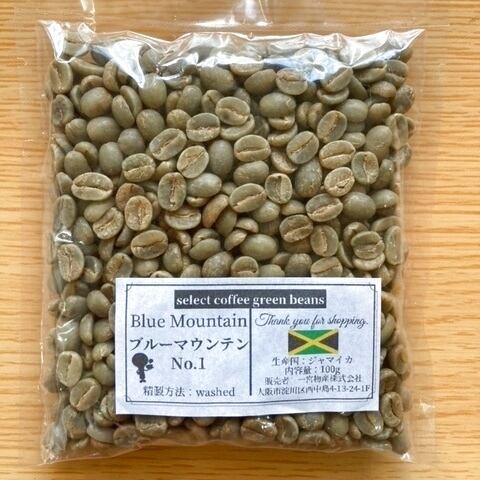 select coffee green beans
Blue Mountain
ブルーマウンテン
No.1
精製方法：washed
Thank you for shopping.
生産国：ジャマイカ
内容量：100g
販売者 一宮物産株式会社
大阪市淀川区西中島4-13-24-1F